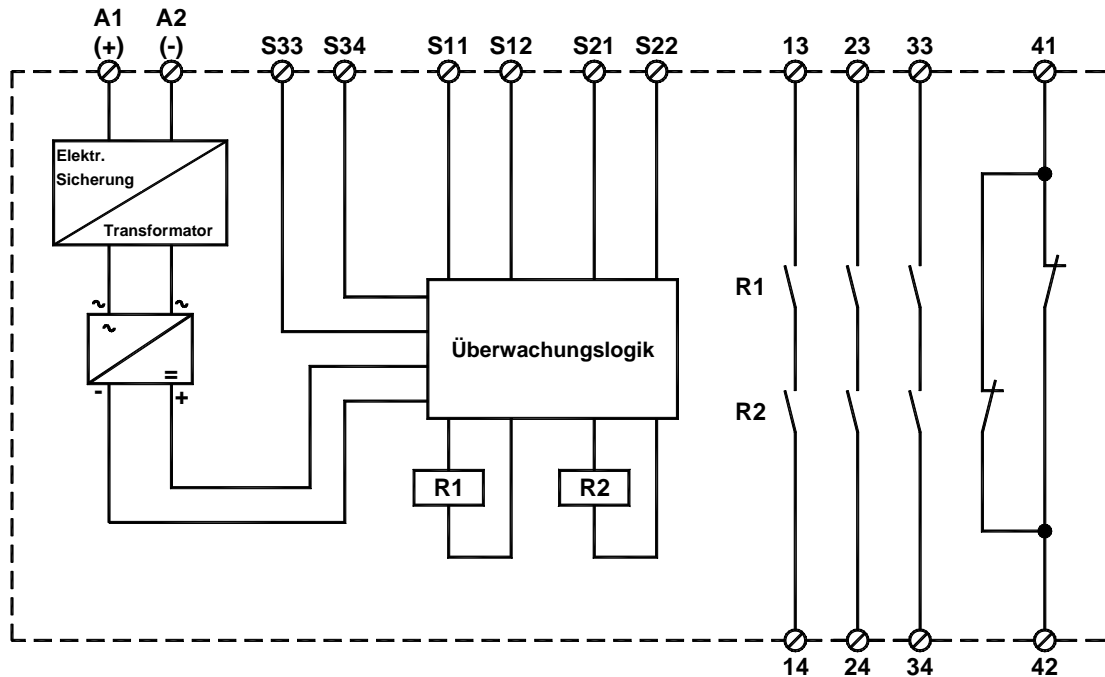 A1 A2
(+) (-) S33 S34 S11 S12 S21 S22 13 23 33 41
Elektr.
Sicherung
Transformator
~ ~
~
=
- +
Überwachungslogik
R1
R2
R1 R2
14 24 34 42